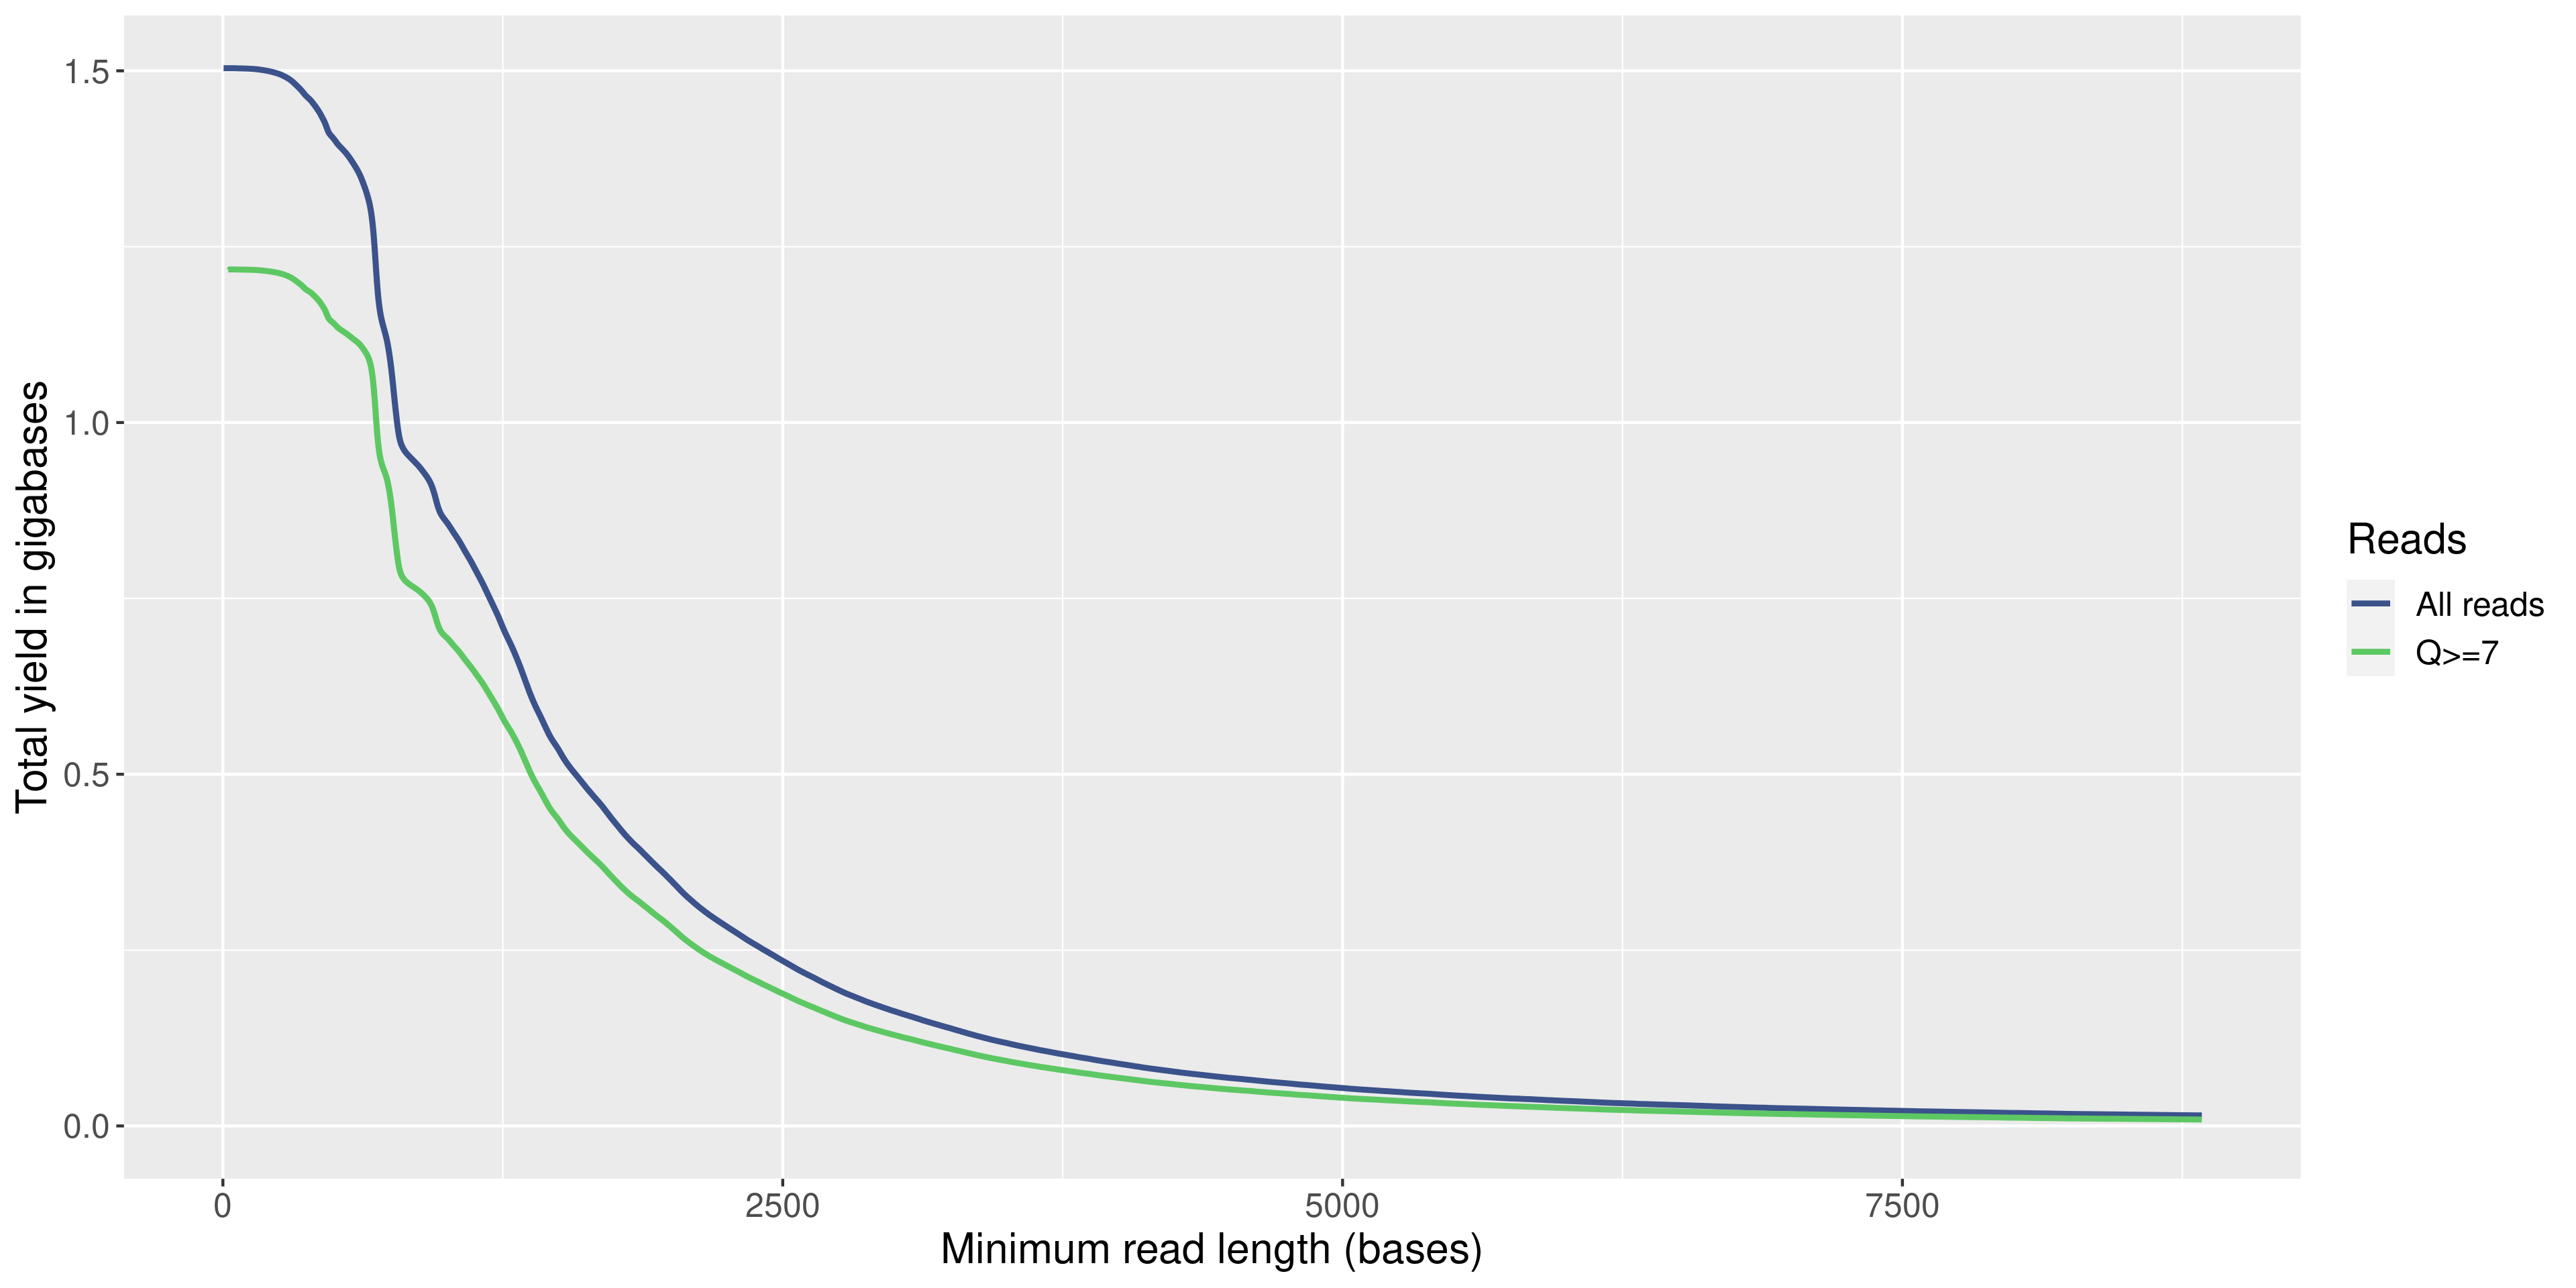 1.5
1.0
0.5
0.0
Total yield in gigabases
0 2500 5000 7500
Minimum read length (bases)
Reads
All reads
Q>=7